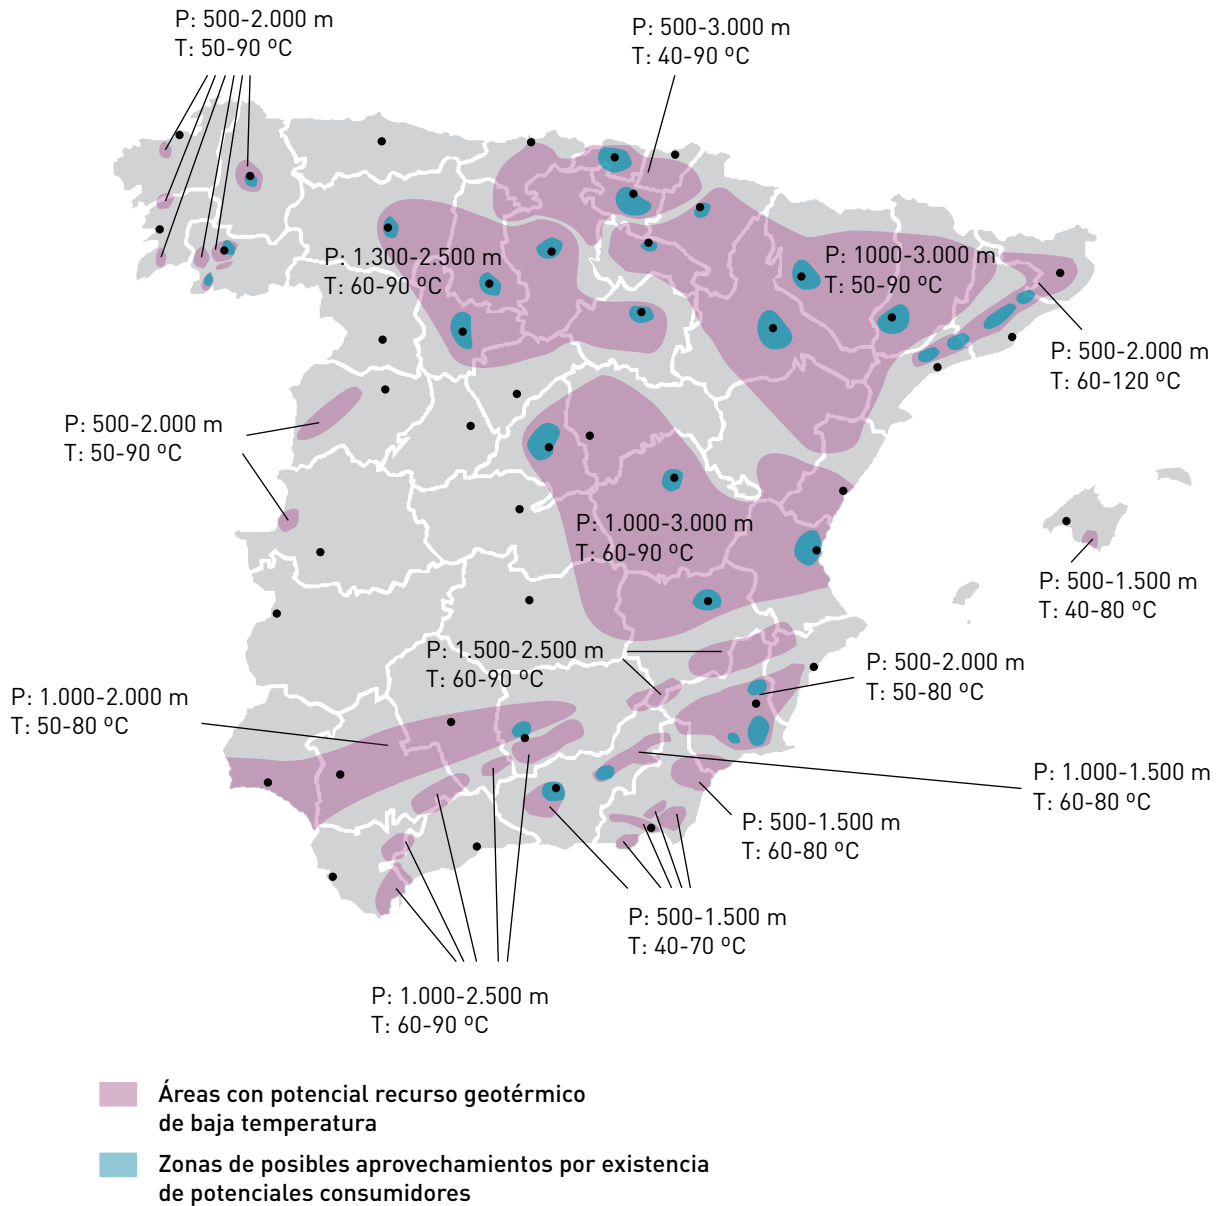 P: 500-2.000 m
T: 50-90 ºC
P: 500-3.000 m
T: 40-90 ºC
P: 1.300-2.500 m
T: 60-90 ºC
P: 1000-3.000 m
T: 50-90 ºC
P: 500-2.000 m
T: 60-120 ºC
P: 500-2.000 m
T: 50-90 ºC
P: 1.000-3.000 m
T: 60-90 ºC
P: 500-1.500 m
T: 40-80 ºC
P: 1.500-2.500 m
T: 60-90 ºC
P: 500-2.000 m
T: 50-80 ºC
P: 1.000-2.000 m
T: 50-80 ºC
P: 1.000-1.500 m
T: 60-80 ºC
P: 500-1.500 m
T: 60-80 ºC
P: 500-1.500 m
T: 40-70 ºC
P: 1.000-2.500 m
T: 60-90 ºC
Áreas con potencial recurso geotérmico
de baja temperatura
Zonas de posibles aprovechamientos por existencia
de potenciales consumidores